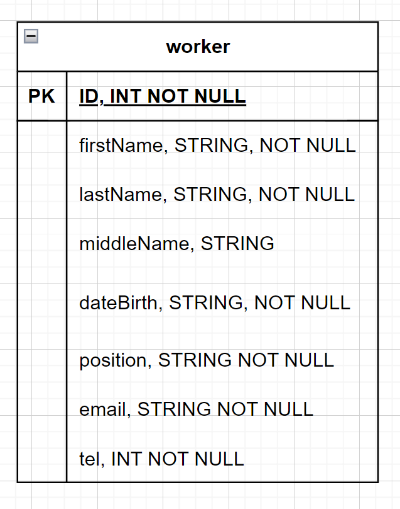 worker
PK ID, INT NOT NULL
firstName, STRING, NOT NULL
lastName, STRING, NOT NULL
middleName, STRING
dateBirth, STRING, NOT NULL
position, STRING NOT NULL
email, STRING NOT NULL
tel, INT NOT NULL